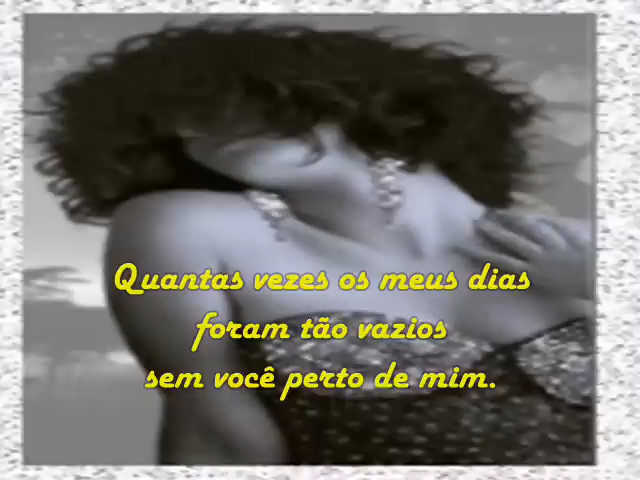 Quantas vezes os meus dias
foram tão vazios
sem você perto de mim.